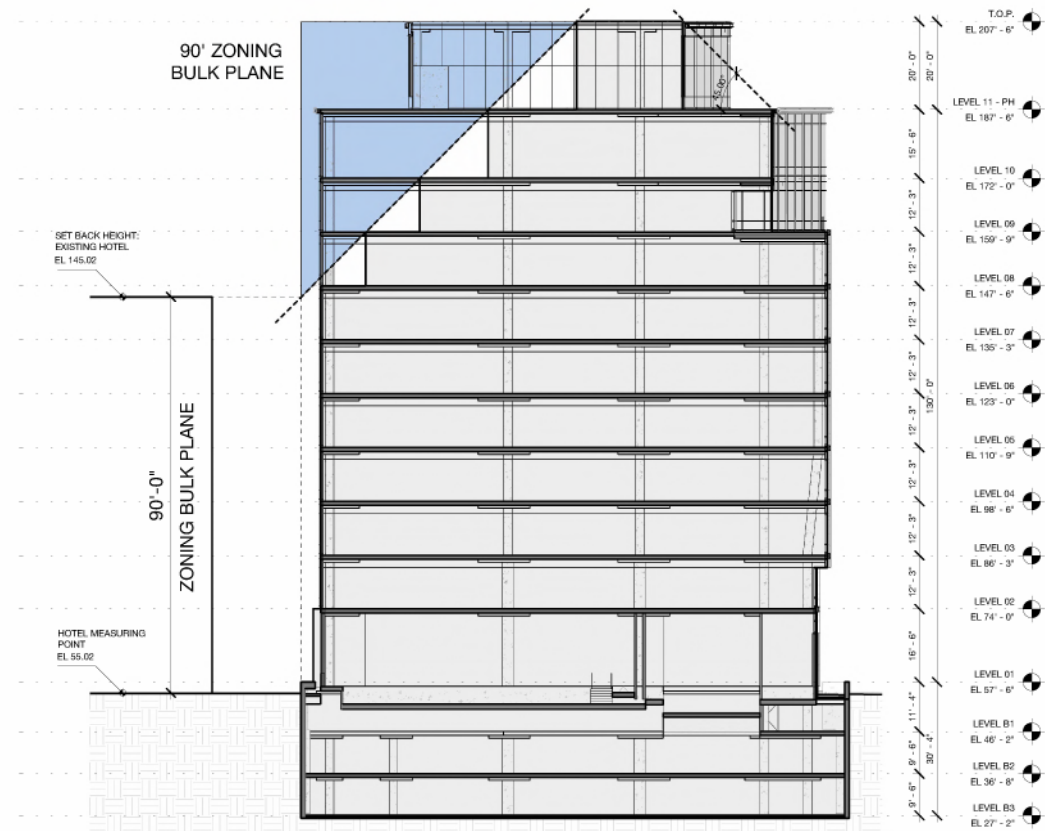 90' ZONING
BULK PLANE
SET BACK HEIGHT:
EXISTING HOTEL
EL 145.02
90'-0"
ZONING BULK PLANE
HOTEL MEASURING
POINT
EL 55.02
45.00°
20' - 0"
20' - 0"
15' - 6"
12' - 3"
12' - 3"
12' - 3"
12' - 3"
12' - 3"
12' - 3"
12' - 3"
12' - 3"
130' - 0"
16' - 6"
11' - 4"
9' - 6"
9' - 6"
30' - 4"
T.O.P.
EL 207' - 6"
LEVEL 11 - PH
EL 187' - 6"
LEVEL 10
EL 172' - 0"
LEVEL 09
EL 159' - 9"
LEVEL 08
EL 147' - 6"
LEVEL 07
EL 135' - 3"
LEVEL 06
EL 123' - 0"
LEVEL 05
EL 110' - 9"
LEVEL 04
EL 98' - 6"
LEVEL 03
EL 86' - 3"
LEVEL 02
EL 74' - 0"
LEVEL 01
EL 57' - 6"
LEVEL B1
EL 46' - 2"
LEVEL B2
EL 36' - 8"
LEVEL B3
EL 27' - 2"